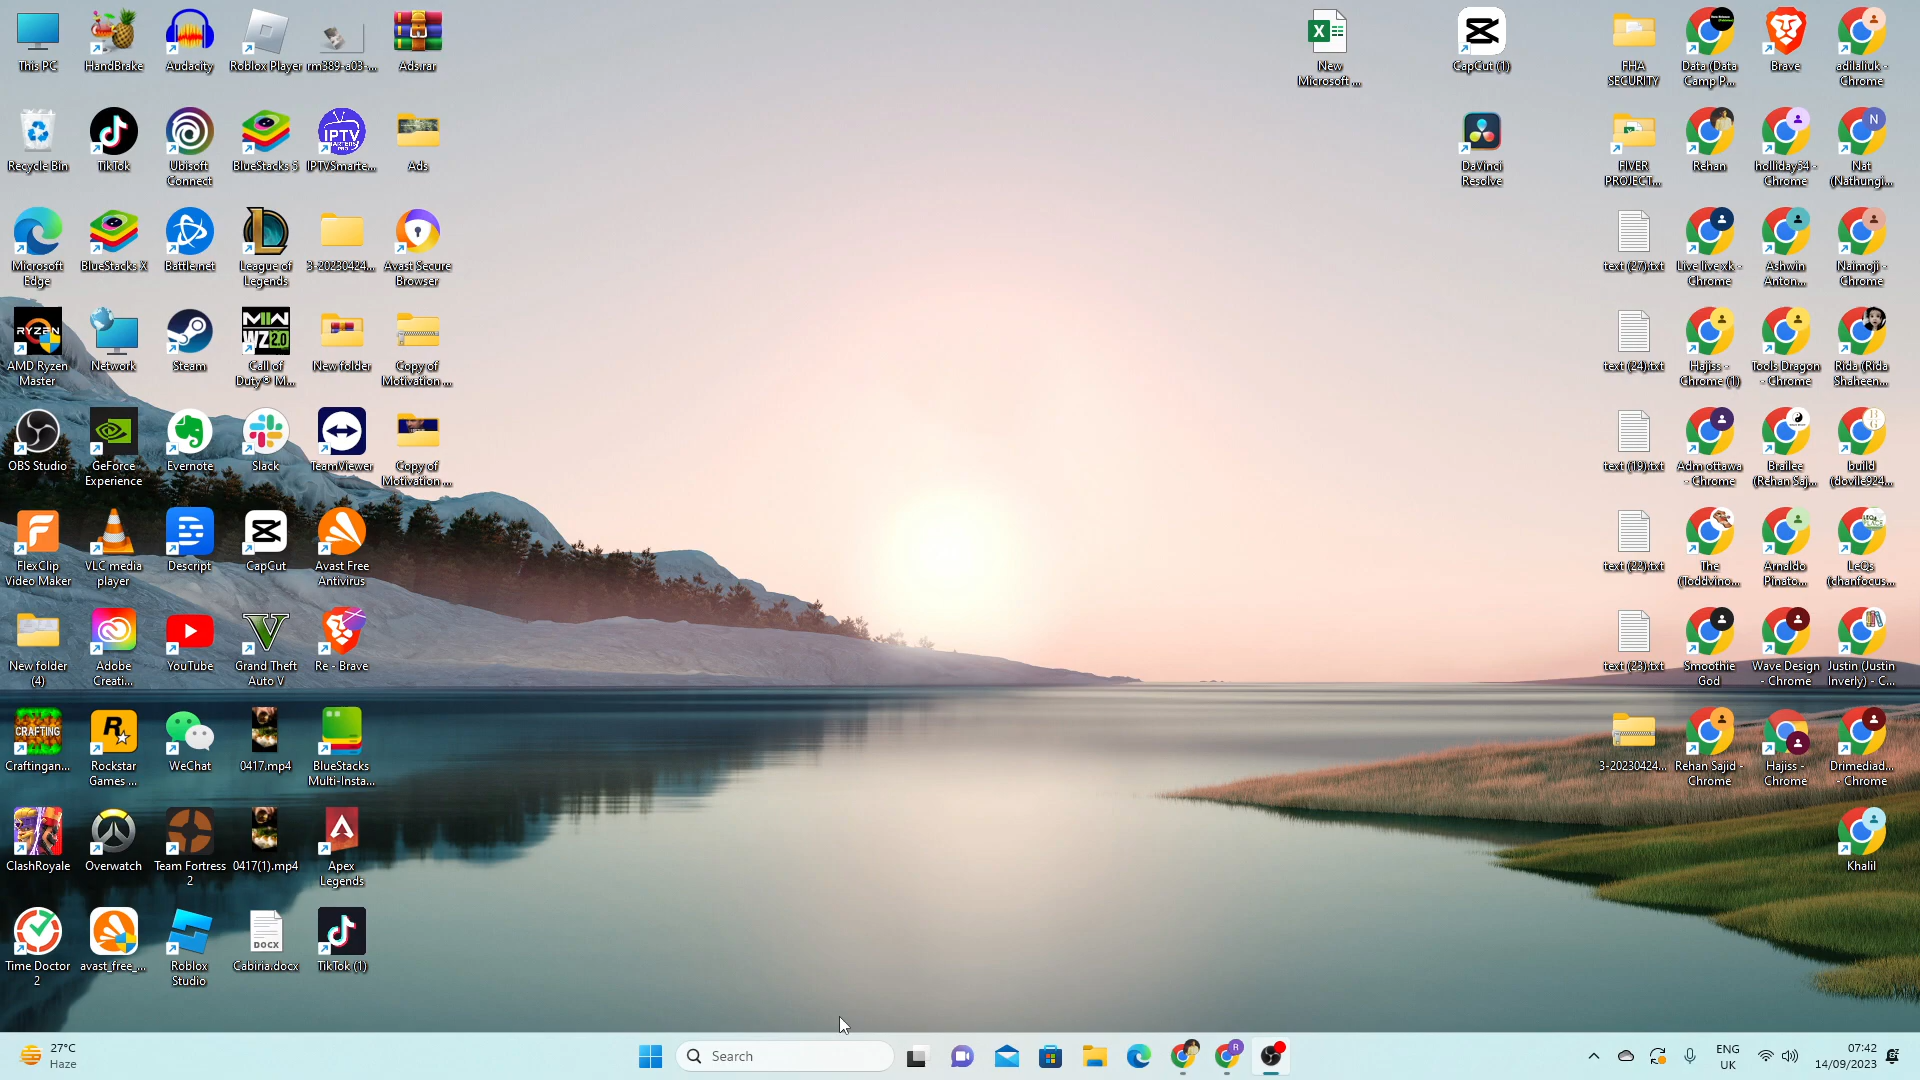 This PC
HandBrake
Audacity
Roblox Player
rm389-a03-...
Ads.rar
New
Microsoft ...
CapCut (1)
FHA
SECURITY
Data (Data
Camp P...
Brave
adilaliuk -
Chrome
Recycle Bin
TikTok
Ubisoft
Connect
BlueStacks 5
IPTVSmarte...
Ads
DaVinci
Resolve
FIVER
PROJECT...
Rehan
holliday54 -
Chrome
Nat
(Nathungi...
Microsoft
Edge
BlueStacks X
Battle.net
League of
Legends
3-20230424...
Avast Secure
Browser
text (27).txt
Live live xk -
Chrome
Ashwin
Anton...
Naimoji -
Chrome
AMD Ryzen
Master
Network
Steam
Call of
Duty® M...
New folder
Copy of
Motivation ...
text (24).txt
Hajiss -
Chrome (1)
Tools Dragon
- Chrome
Rida (Rida
Shaheen...
OBS Studio
GeForce
Experience
Evernote
Slack
TeamViewer
Copy of
Motivation ...
text (19).txt
Adm ottawa
- Chrome
Brailee
(Rehan Saj...
build
(dovile924...
FlexClip
Video Maker
VLC media
player
Descript
CapCut
Avast Free
Antivirus
text (22).txt
The
(Toddvino...
Arnaldo
Pinato...
LeQs
(chanfocus...
New folder
(4)
Adobe
Creati...
YouTube
Grand Theft
Auto V
Re - Brave
text (23).txt
Smoothie
God
Wave Design
- Chrome
Justin (Justin
Inverly) - C...
CRAFTING
Craftingan...
Rockstar
Games ...
WeChat
0417.mp4
BlueStacks
Multi-Insta...
3-20230424...
Rehan Sajid -
Chrome
Hajiss -
Chrome
Drimediad...
- Chrome
ClashRoyale
Overwatch
Team Fortress
2
0417(1).mp4
Apex
Legends
Khalil
Time Doctor
2
avast_free_...
Roblox
Studio
DOCX
Cabiria.docx
TikTok (1)
27°C
Haze
Search
ENG
UK
07:42
14/09/2023